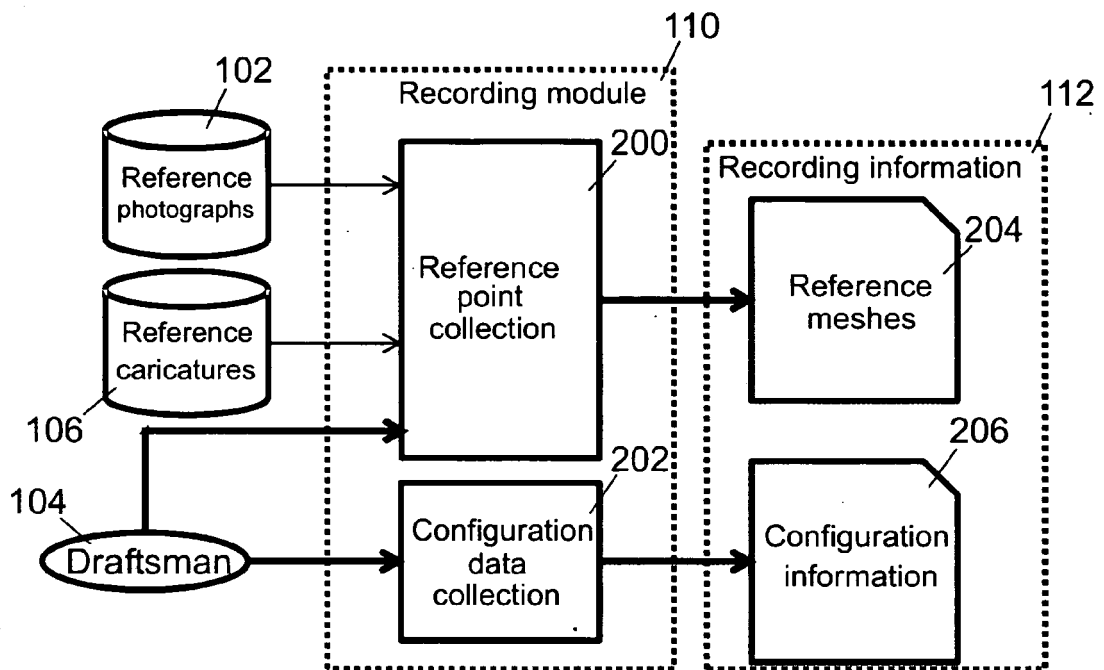 110
102
Recording module
112
200
Recording information
Reference
photographs
204
Reference
point
collection
Reference
meshes
Reference
caricatures
106
206
202
104
Draftsman
Configuration
data
collection
Configuration
information